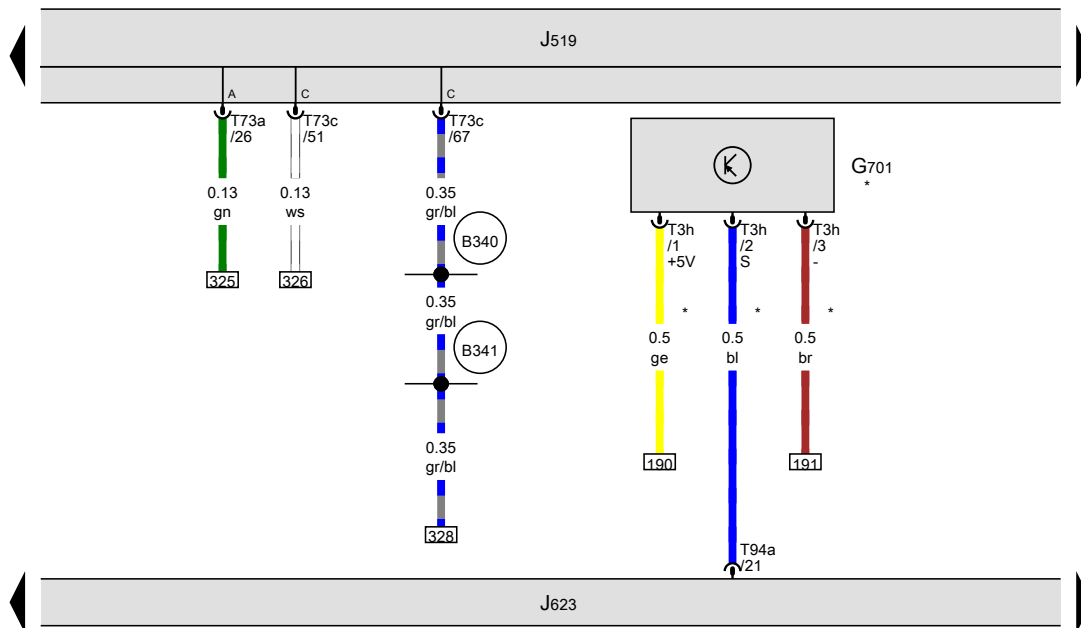 J519
A
C
C
T73a
/26
T73c
/51
T73c
/67
0.13
gn
0.13
ws
0.35
gr/bl
B340
325
326
0.35
gr/bl
B341
0.35
gr/bl
328
G701
*
T3h
/1
+5V
T3h
/2
S
T3h
/3
-
*
*
*
0.5
ge
0.5
bl
0.5
br
190
191
T94a
/21
J623